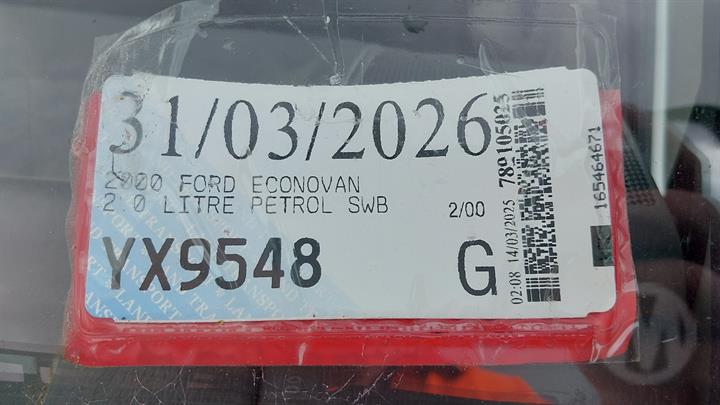 31/03/2026
2000 FORD ECONOVAN
2.0 LITRE PETROL SWB 2/00
YX9548 G
02:08 14/03/2025 789105025
165464671